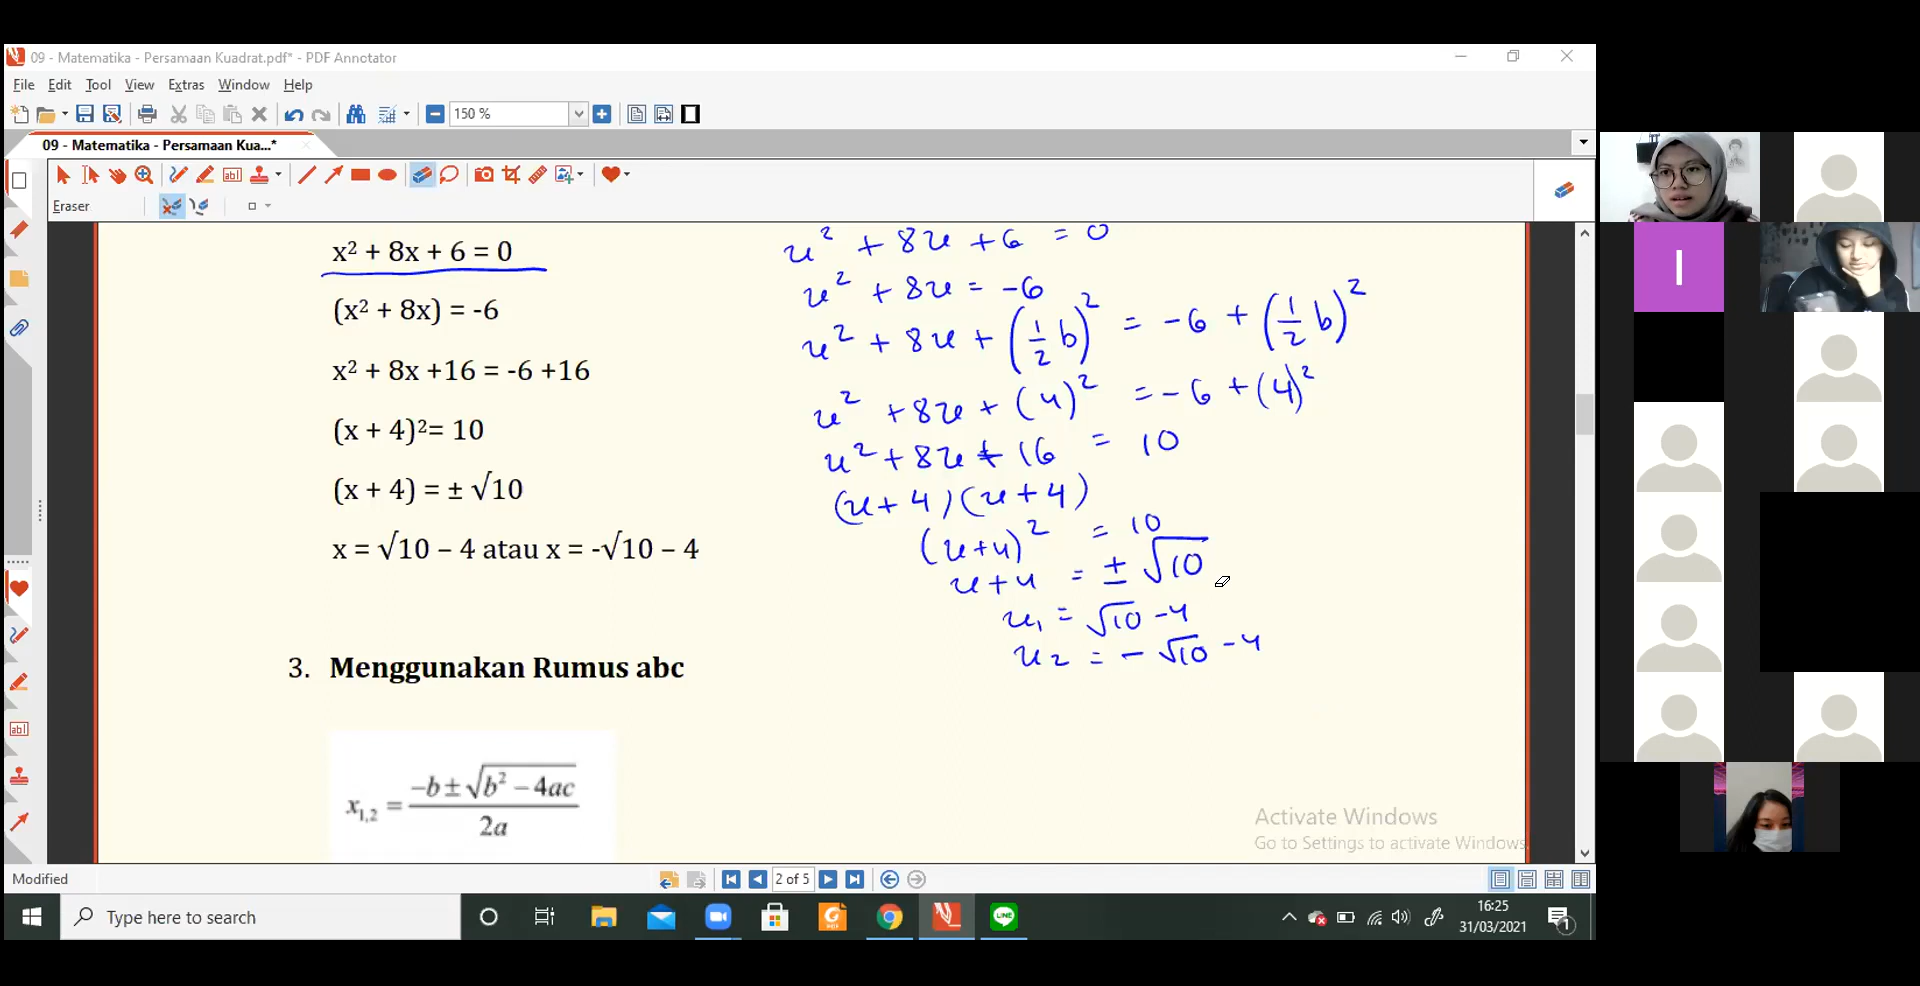 09 - Matematika - Persamaan Kuadrat.pdf* - PDF Annotator
File Edit Tool View Extras Window Help
150 %
09 - Matematika - Persamaan Kua...*
Eraser
x² + 8x + 6 = 0
(x² + 8x) = -6
x² + 8x +16 = -6 +16
(x + 4)²= 10
(x + 4) = ± √10
x = √10 – 4 atau x = -√10 – 4
x² + 8x + 6 = 0
x² + 8x = -6
x² + 8x + (1/2 b)² = -6 + (1/2 b)²
x² + 8x + (4)² = -6 + (4)²
x² + 8x + 16 = 10
(x + 4)(x + 4)
(x+4)² = 10
x+4 = ± √10
x₁ = √10 -4
x₂ = - √10 -4
3. Menggunakan Rumus abc
x₁,₂ = (-b ± √(b² - 4ac)) / 2a
Activate Windows
Go to Settings to activate Windows.
Modified
2 of 5
Type here to search
16:25
31/03/2021
1
I